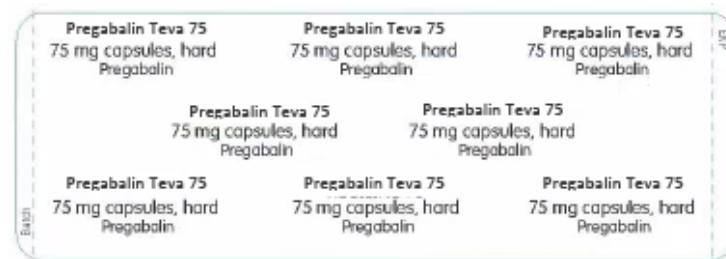 Pregabalin Teva 75 Pregabalin Teva 75 Pregabalin Teva 75
75 mg capsules, hard 75 mg capsules, hard 75 mg capsules, hard
Pregabalin Pregabalin Pregabalin
EXP
Pregabalin Teva 75 Pregabalin Teva 75
75 mg capsules, hard 75 mg capsules, hard
Pregabalin Pregabalin
Pregabalin Teva 75 Pregabalin Teva 75 Pregabalin Teva 75
75 mg capsules, hard 75 mg capsules, hard 75 mg capsules, hard
Pregabalin Pregabalin Pregabalin
Batch